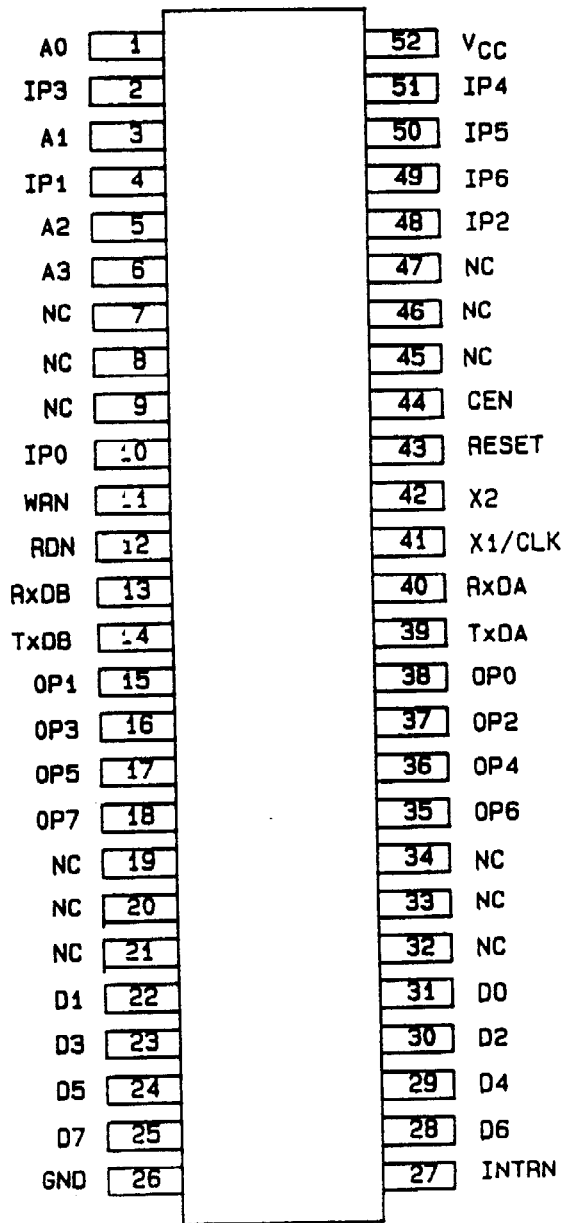 A0 1 52 VCC
IP3 2 51 IP4
A1 3 50 IP5
IP1 4 49 IP6
A2 5 48 IP2
A3 6 47 NC
NC 7 46 NC
NC 8 45 NC
NC 9 44 CEN
IP0 10 43 RESET
WRN 11 42 X2
RDN 12 41 X1/CLK
RxDB 13 40 RxDA
TxDB 14 39 TxDA
OP1 15 38 OP0
OP3 16 37 OP2
OP5 17 36 OP4
OP7 18 35 OP6
NC 19 34 NC
NC 20 33 NC
NC 21 32 NC
D1 22 31 D0
D3 23 30 D2
D5 24 29 D4
D7 25 28 D6
GND 26 27 INTRN